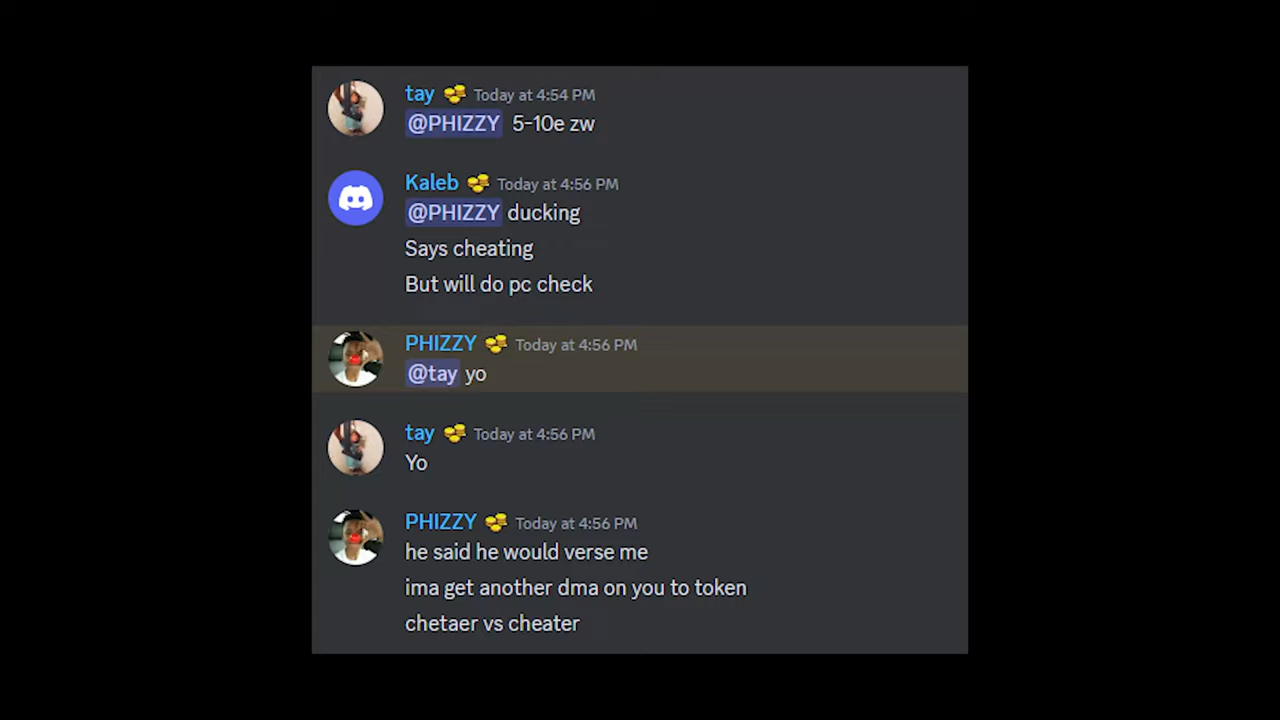 tay Today at 4:54 PM
@PHIZZY 5-10e zw
Kaleb Today at 4:56 PM
@PHIZZY ducking
Says cheating
But will do pc check
PHIZZY Today at 4:56 PM
@tay yo
tay Today at 4:56 PM
Yo
PHIZZY Today at 4:56 PM
he said he would verse me
ima get another dma on you to token
chetaer vs cheater